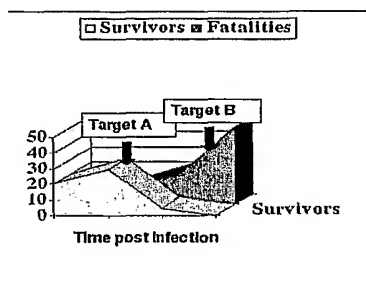 Survivors Fatalities
Target B
Target A
50
40
30
20
10
0
Survivors
Time post Infection